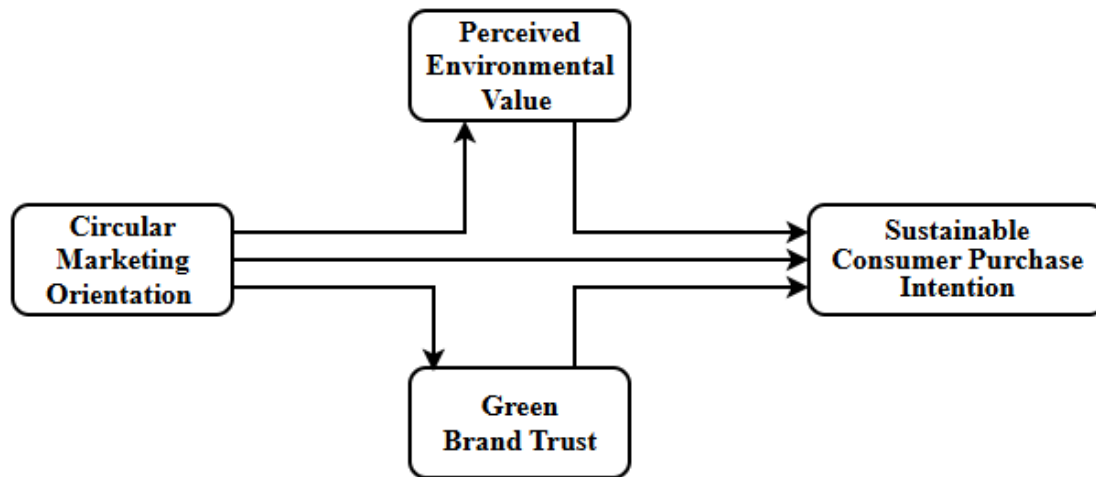 Perceived
Environmental
Value
Circular
Marketing
Orientation
Sustainable
Consumer Purchase
Intention
Green
Brand Trust